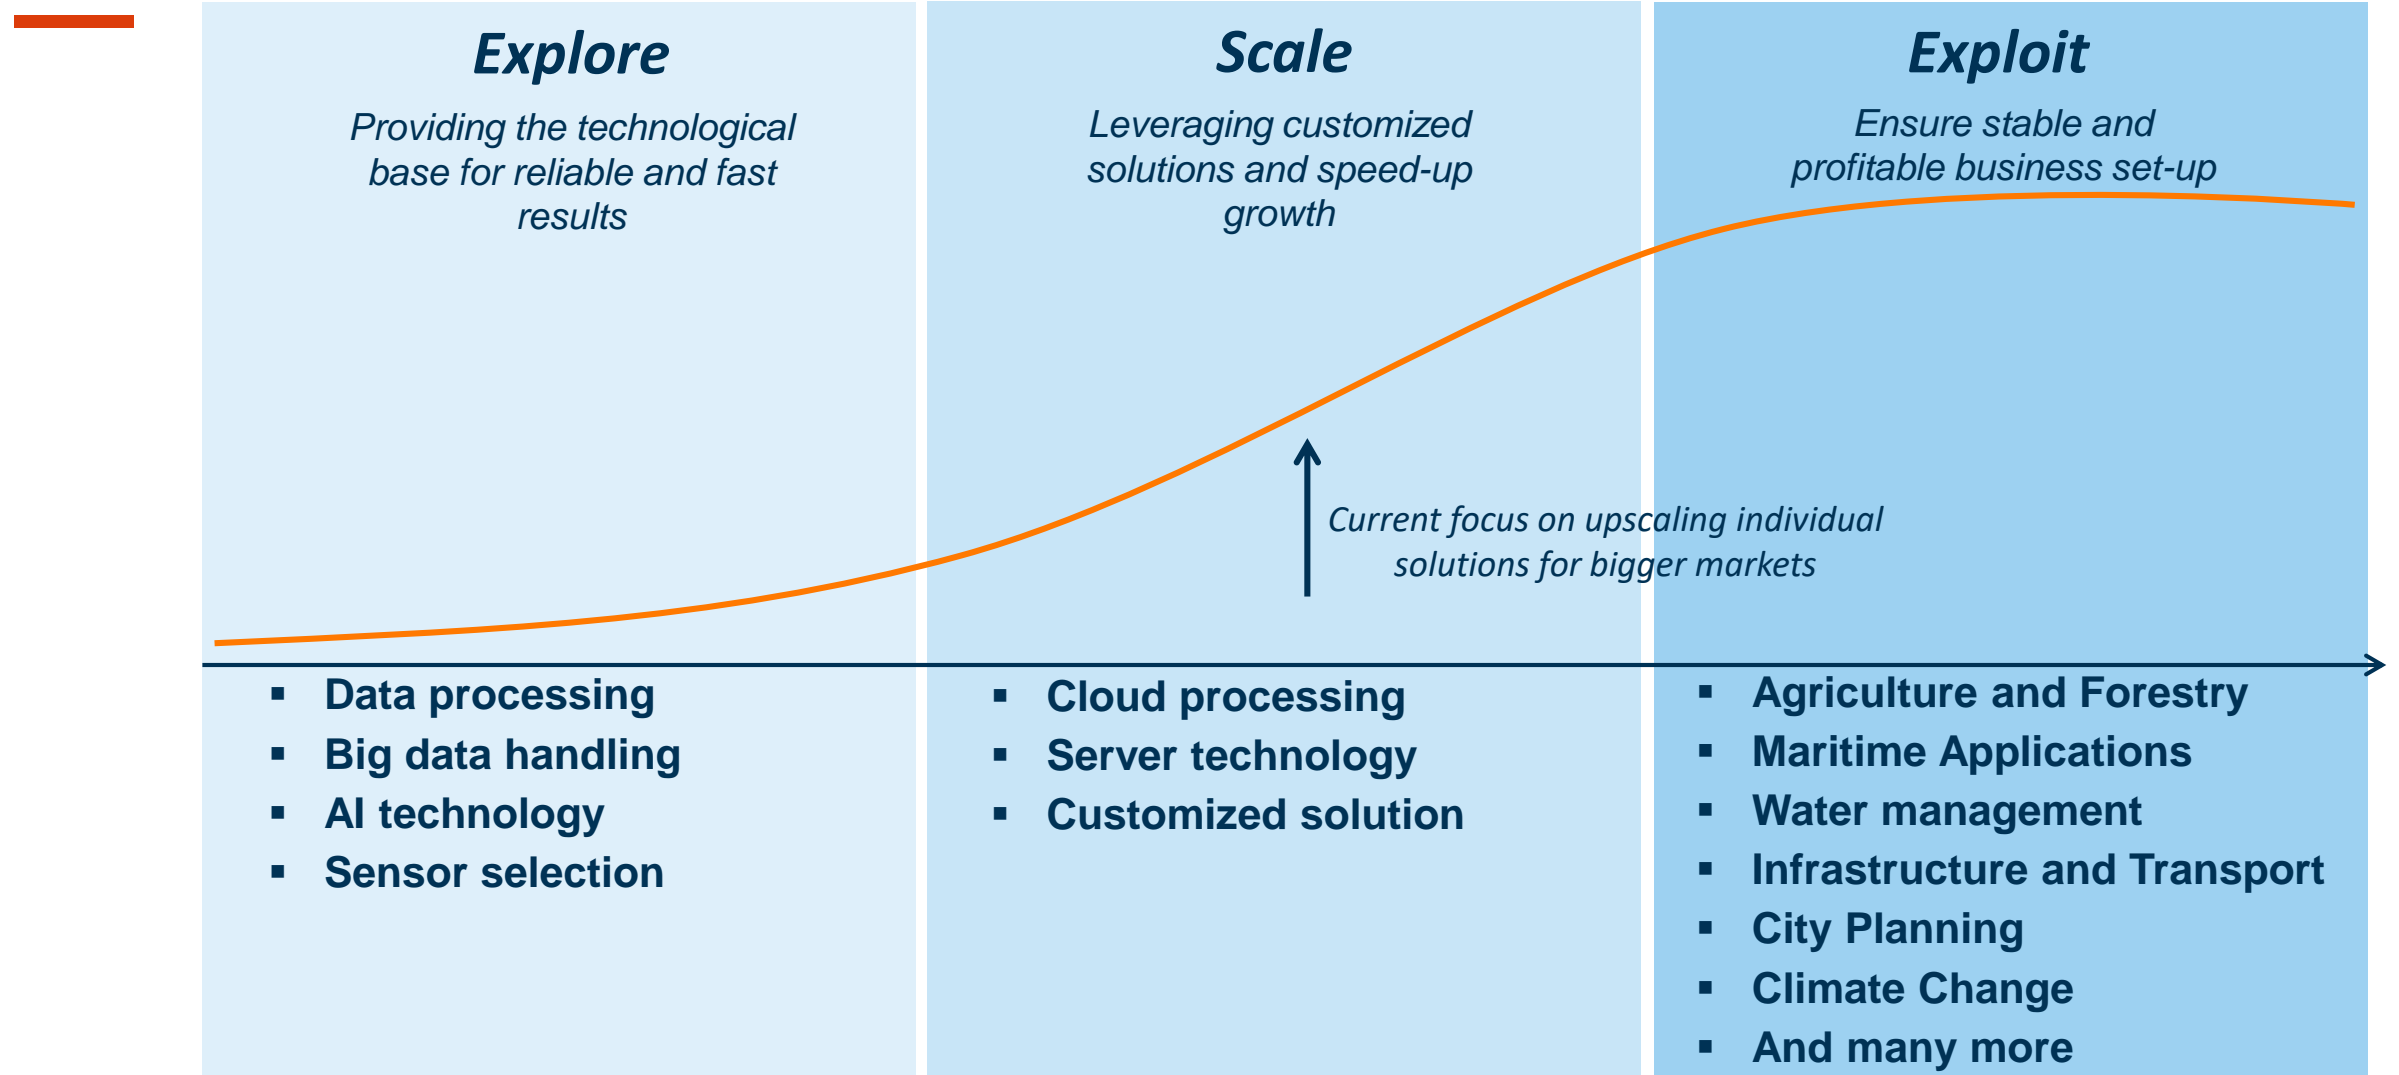 Explore
Providing the technological
base for reliable and fast
results
Scale
Leveraging customized
solutions and speed-up
growth
Exploit
Ensure stable and
profitable business set-up
Current focus on upscaling individual
solutions for bigger markets
▪ Data processing
▪ Big data handling
▪ AI technology
▪ Sensor selection
▪ Cloud processing
▪ Server technology
▪ Customized solution
▪ Agriculture and Forestry
▪ Maritime Applications
▪ Water management
▪ Infrastructure and Transport
▪ City Planning
▪ Climate Change
▪ And many more